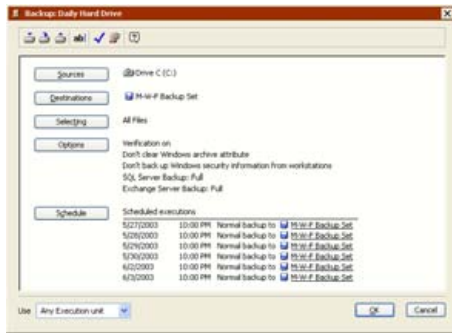 Backup: Daily Hard Drive
abl
Sources
Drive C (C:)
Destinations
M-W-F Backup Set
Selecting
All Files
Options
Verification on
Don't clear Windows archive attribute
Don't back up Windows security information from workstations
SQL Server Backup: Full
Exchange Server Backup: Full
Schedule
Scheduled executions
5/27/2003 10:00 PM Normal backup to M-W-F Backup Set
5/28/2003 10:00 PM Normal backup to M-W-F Backup Set
5/29/2003 10:00 PM Normal backup to M-W-F Backup Set
5/30/2003 10:00 PM Normal backup to M-W-F Backup Set
6/2/2003 10:00 PM Normal backup to M-W-F Backup Set
6/3/2003 10:00 PM Normal backup to M-W-F Backup Set
Use Any Execution unit
OK Cancel